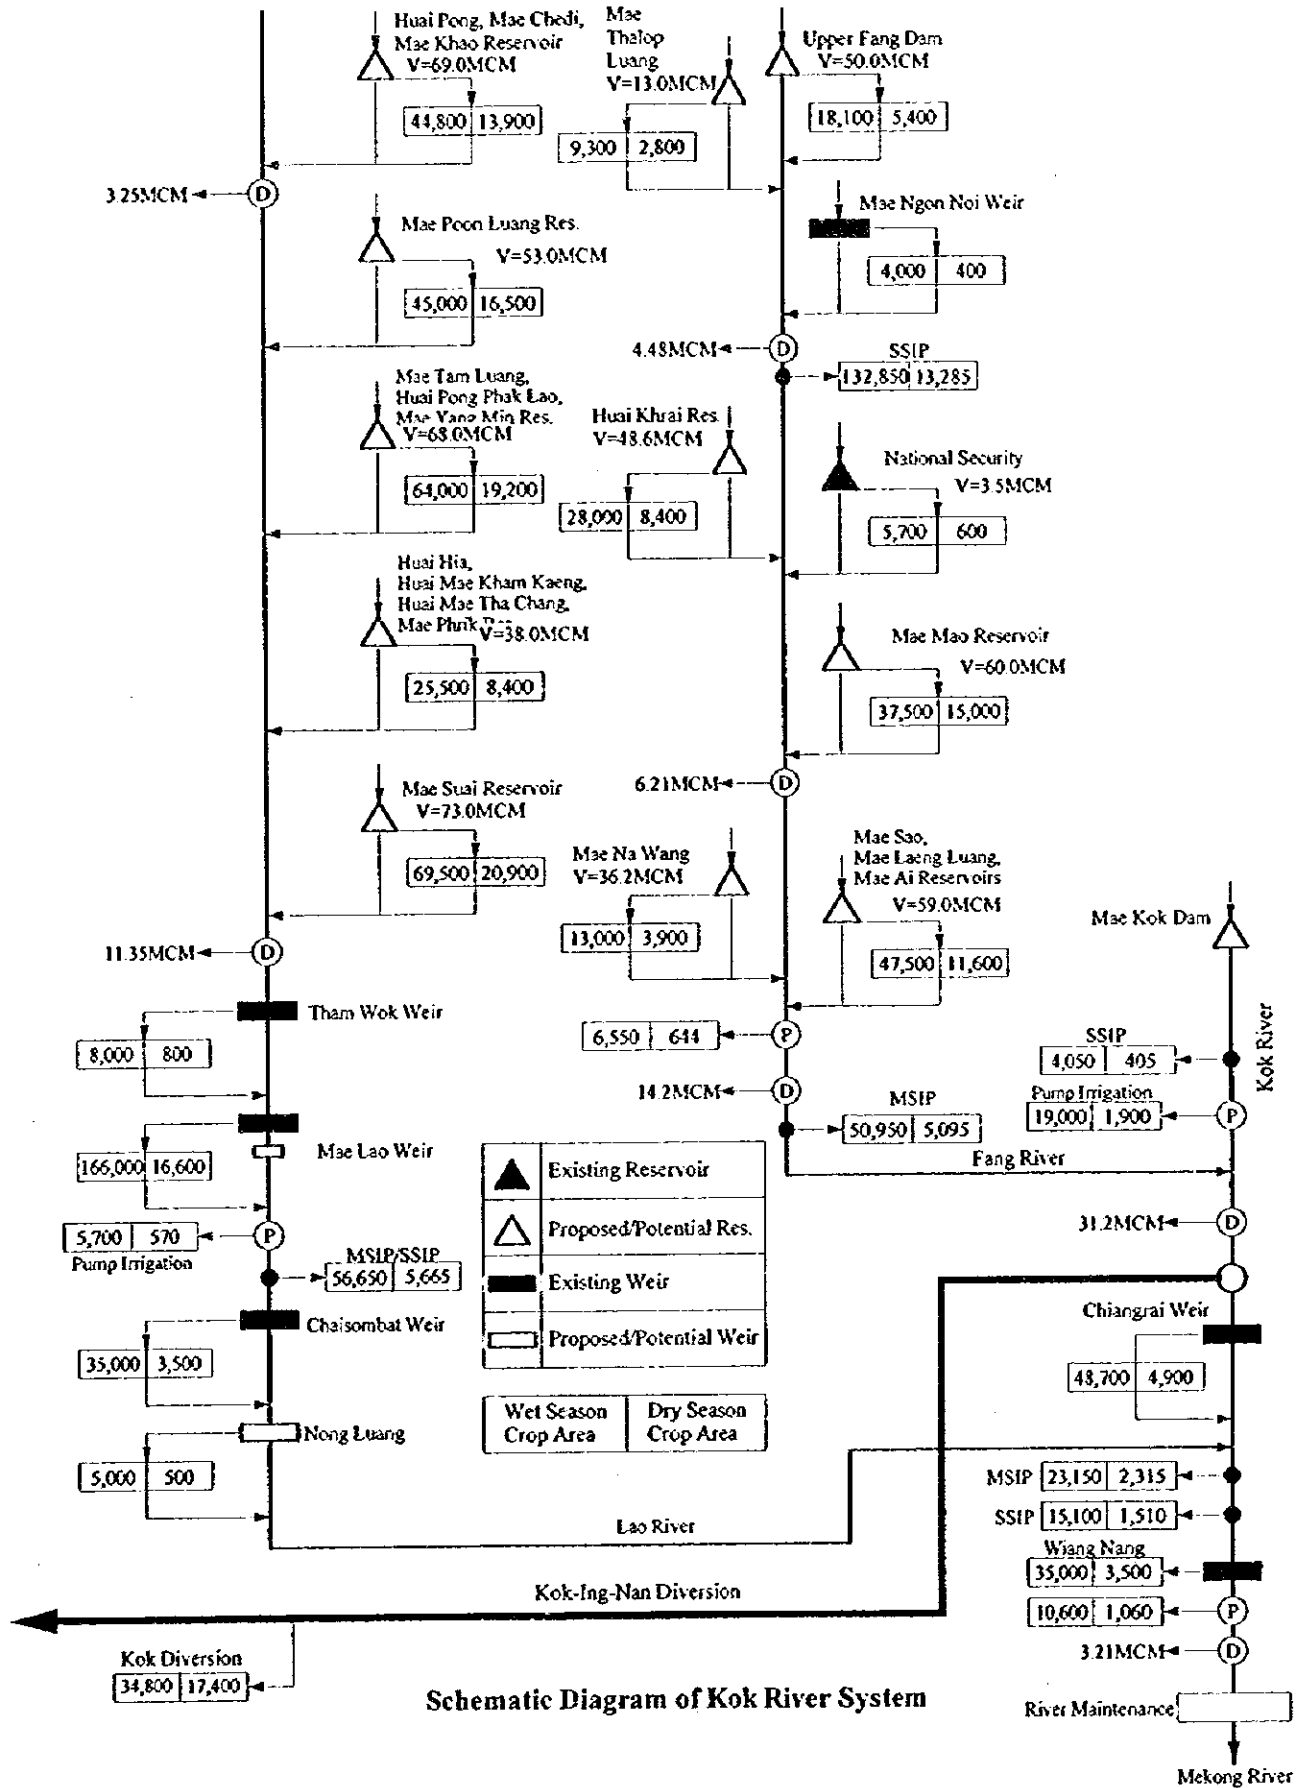 Huai Pong, Mae Chedi,
Mae Khao Reservoir
V=69.0MCM
44,800 13,900
3.25MCM
D
Mae Poon Luang Res.
V=53.0MCM
45,000 16,500
Mae Tam Luang,
Huai Pong Phak Lao,
Mae Yang Min Res.
V=68.0MCM
64,000 19,200
Huai Hia,
Huai Mae Kham Kaeng,
Huai Mae Tha Chang,
Mae Phrik
V=38.0MCM
25,500 8,400
Mae Suai Reservoir
V=73.0MCM
69,500 20,900
11.35MCM
D
Tham Wok Weir
8,000 800
Mae Lao Weir
166,000 16,600
5,700 570
P
Pump Irrigation
MSIP/SSIP
56,650 5,665
Chaisombat Weir
35,000 3,500
Nong Luang
5,000 500
Lao River
Mae
Thalop
Luang
V=13.0MCM
9,300 2,800
Upper Fang Dam
V=50.0MCM
18,100 5,400
Mae Ngon Noi Weir
4,000 400
4.48MCM
D
SSIP
132,850 13,285
Huai Khrai Res.
V=48.6MCM
28,000 8,400
National Security
V=3.5MCM
5,700 600
Mae Mao Reservoir
V=60.0MCM
37,500 15,000
6.21MCM
D
Mae Na Wang
V=36.2MCM
13,000 3,900
Mae Sao,
Mae Laeng Luang,
Mae Ai Reservoirs
V=59.0MCM
47,500 11,600
6,550 644
P
14.2MCM
D
MSIP
50,950 5,095
Fang River
Mae Kok Dam
Kok River
SSIP
4,050 405
Pump Irrigation
19,000 1,900
P
31.2MCM
D
Chiangrai Weir
48,700 4,900
MSIP 23,150 2,315
SSIP 15,100 1,510
Wiang Nang
35,000 3,500
10,600 1,060
P
3.21MCM
D
River Maintenance
Mekong River
Existing Reservoir
Proposed/Potential Res.
Existing Weir
Proposed/Potential Weir
Wet Season
Crop Area
Dry Season
Crop Area
Kok-Ing-Nan Diversion
Kok Diversion
34,800 17,400
Schematic Diagram of Kok River System